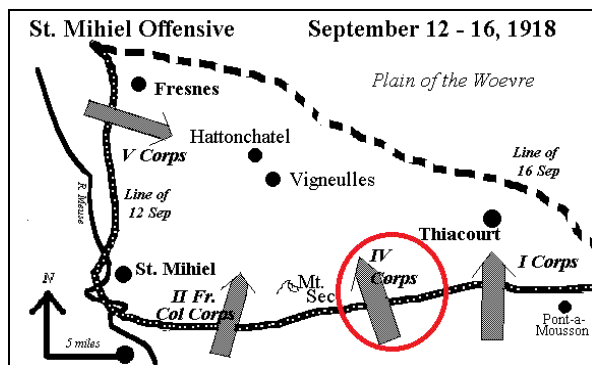 St. Mihiel Offensive
September 12 - 16, 1918
Plain of the Woevre
Fresnes
V Corps
Hattonchatel
Vigneulles
R. Meuse
Line of
12 Sep
Line of
16 Sep
Thiacourt
St. Mihiel
II Fr.
Col Corps
Mt.
Sec
IV
Corps
I Corps
Pont-a-
Mousson
N
5 miles